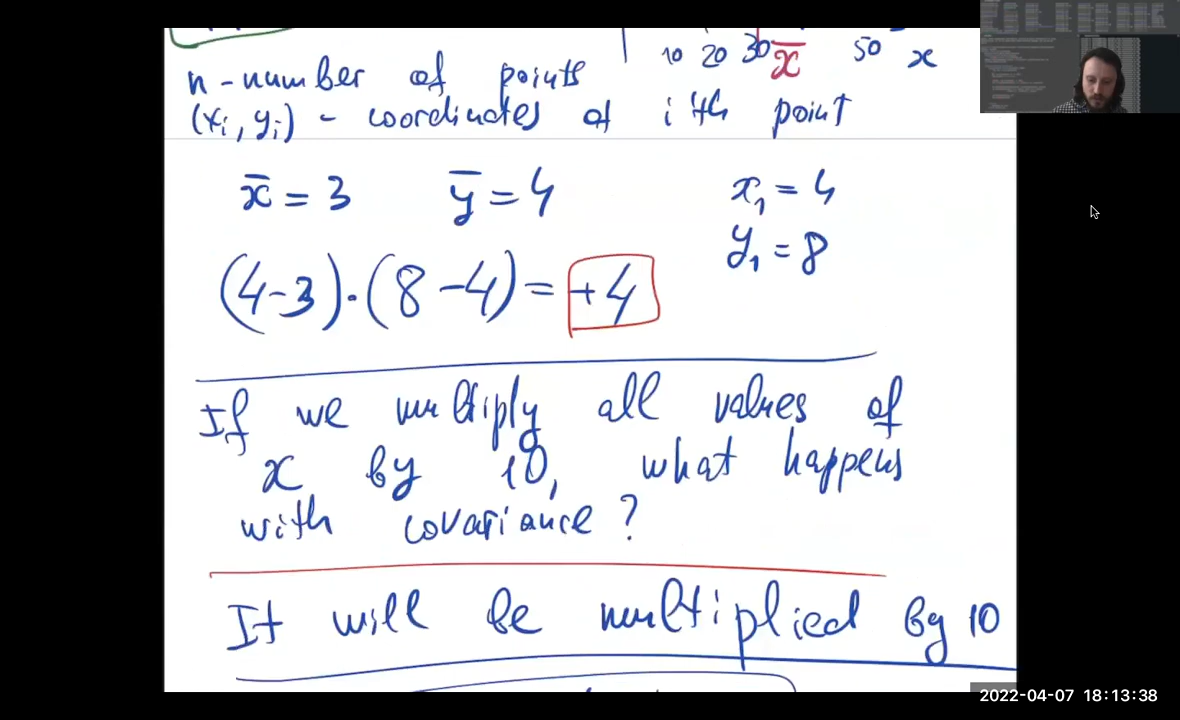 10 20 30 x̄ 50 x
n - number of points
(xi, yi) - coordinates of i'th point
x̄ = 3 ȳ = 4 x₁ = 4
y₁ = 8
(4-3)·(8-4) = +4
If we multiply all values of
x by 10, what happens
with covariance?
It will be multiplied by 10
2022-04-07 18:13:38